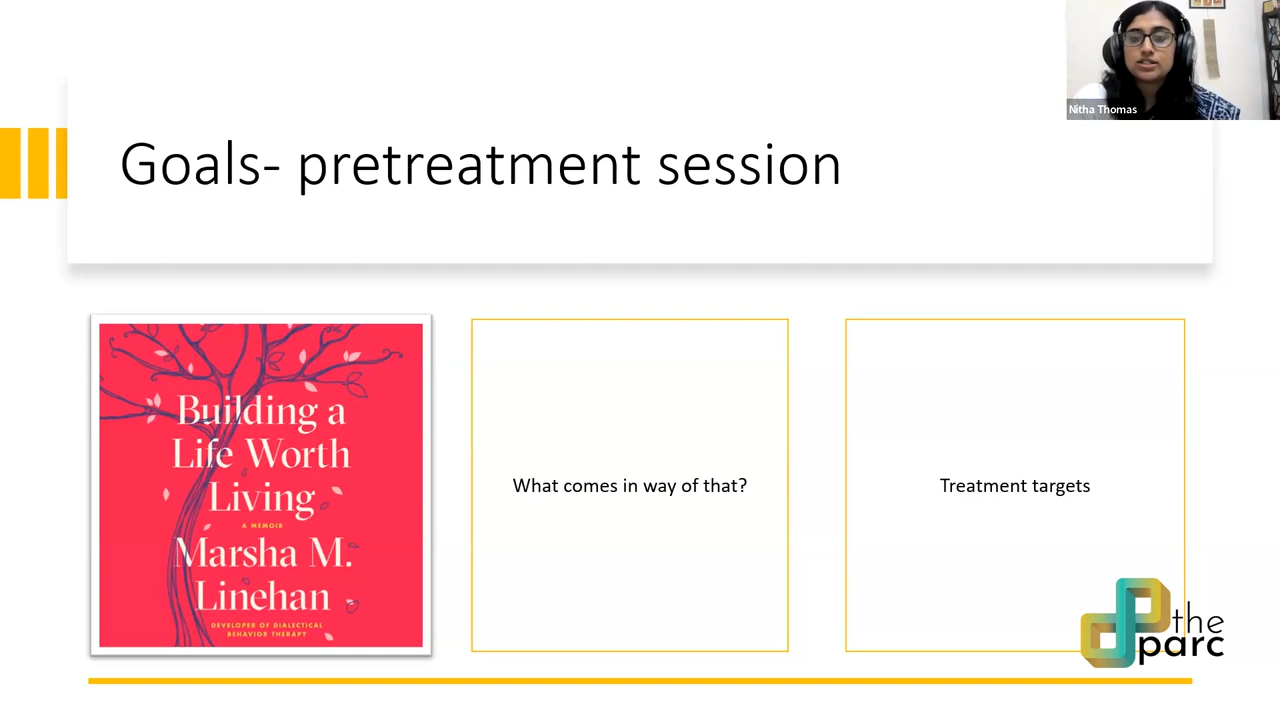 Nitha Thomas
Goals- pretreatment session
Building a
Life Worth
Living
A MEMOIR
Marsha M.
Linehan
DEVELOPER OF DIALECTICAL
BEHAVIOR THERAPY
What comes in way of that?
Treatment targets
the
parc